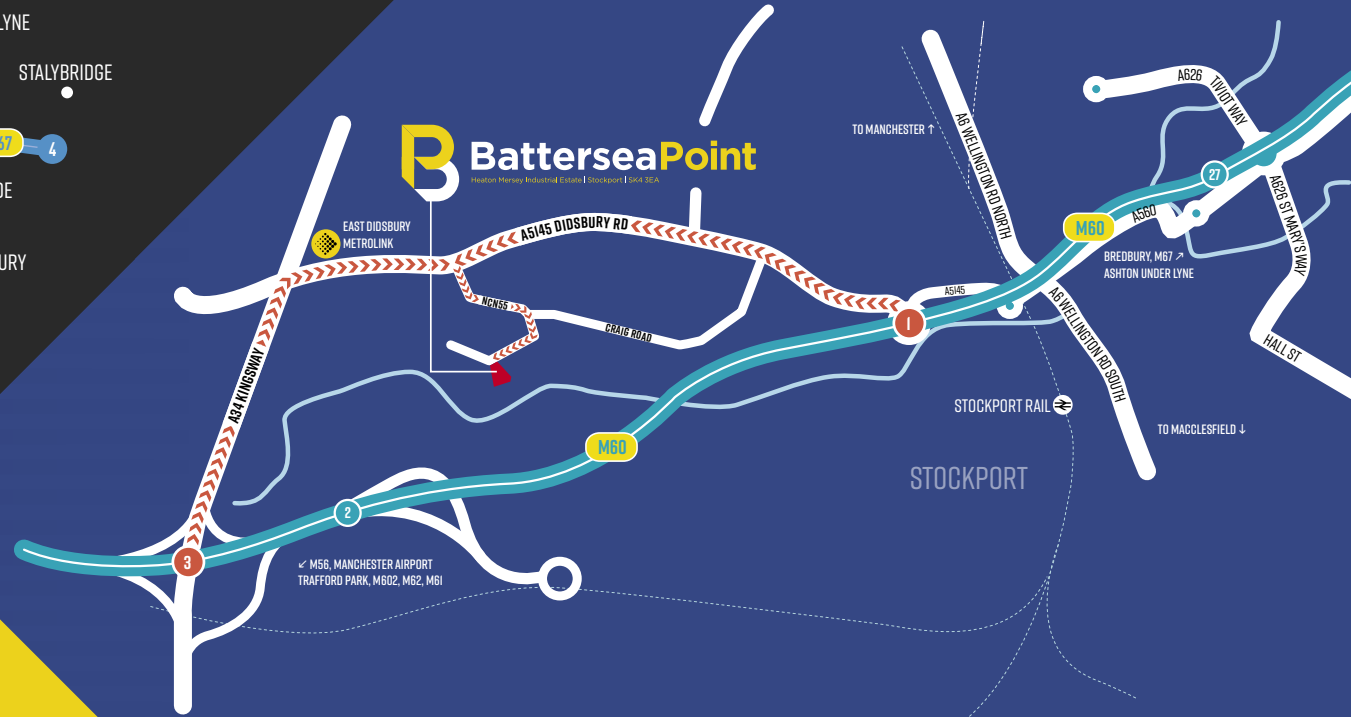 LYNE
STALYBRIDGE
67
4
DE
URY
BatterseaPoint
Heaton Mersey Industrial Estate | Stockport | SK4 3EA
TO MANCHESTER ↑
A6 WELLINGTON RD NORTH
A626
TIVIOT WAY
27
A560
A626 ST MARY'S WAY
M60
BREDBURY, M67 ↗
ASHTON UNDER LYNE
HALL ST
EAST DIDSBURY
METROLINK
A5145 DIDSBURY RD
NCN55
CRAIG ROAD
A5145
1
A6 WELLINGTON RD SOUTH
A34 KINGSWAY
STOCKPORT RAIL
TO MACCLESFIELD ↓
M60
STOCKPORT
2
3
↙ M56, MANCHESTER AIRPORT
TRAFFORD PARK, M602, M62, M61